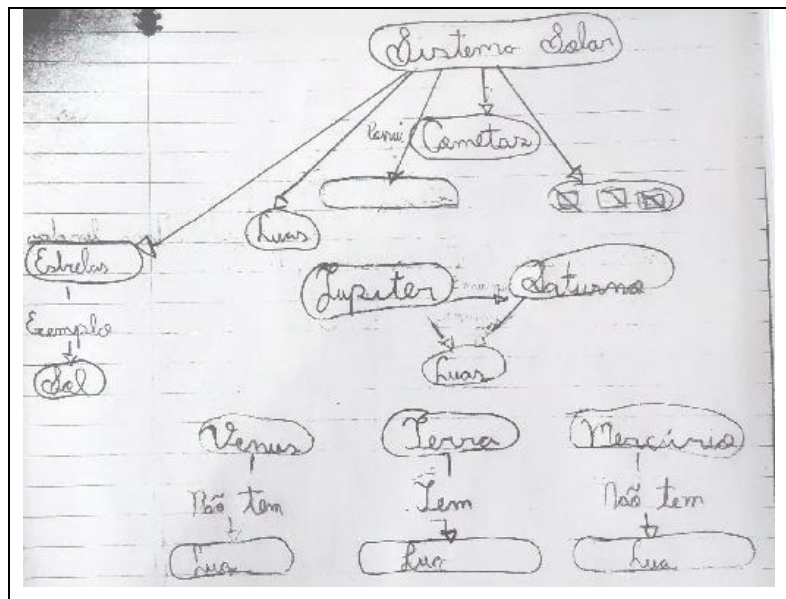 Sistema Solar
Cometas
Luas
Estrelas
Jupiter
Saturno
Exemplo
Luas
Sol
Venus
Terra
Mercúrio
Não tem
Tem
Não tem
Lua
Lua
Lua